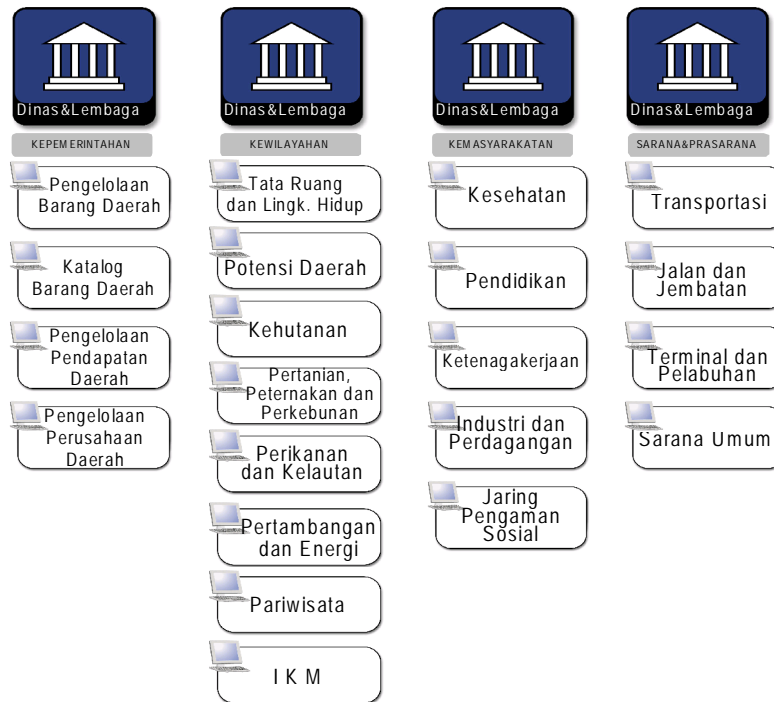 Dinas&Lembaga
KEPEMERINTAHAN
Pengelolaan
Barang Daerah
Katalog
Barang Daerah
Pengelolaan
Pendapatan
Daerah
Pengelolaan
Perusahaan
Daerah
Dinas&Lembaga
KEWILAYAHAN
Tata Ruang
dan Lingk. Hidup
Potensi Daerah
Kehutanan
Pertanian,
Peternakan dan
Perkebunan
Perikanan
dan Kelautan
Pertambangan
dan Energi
Pariwisata
I K M
Dinas&Lembaga
KEMASYARAKATAN
Kesehatan
Pendidikan
Ketenagakerjaan
Industri dan
Perdagangan
Jaring
Pengaman
Sosial
Dinas&Lembaga
SARANA&PRASARANA
Transportasi
Jalan dan
Jembatan
Terminal dan
Pelabuhan
Sarana Umum